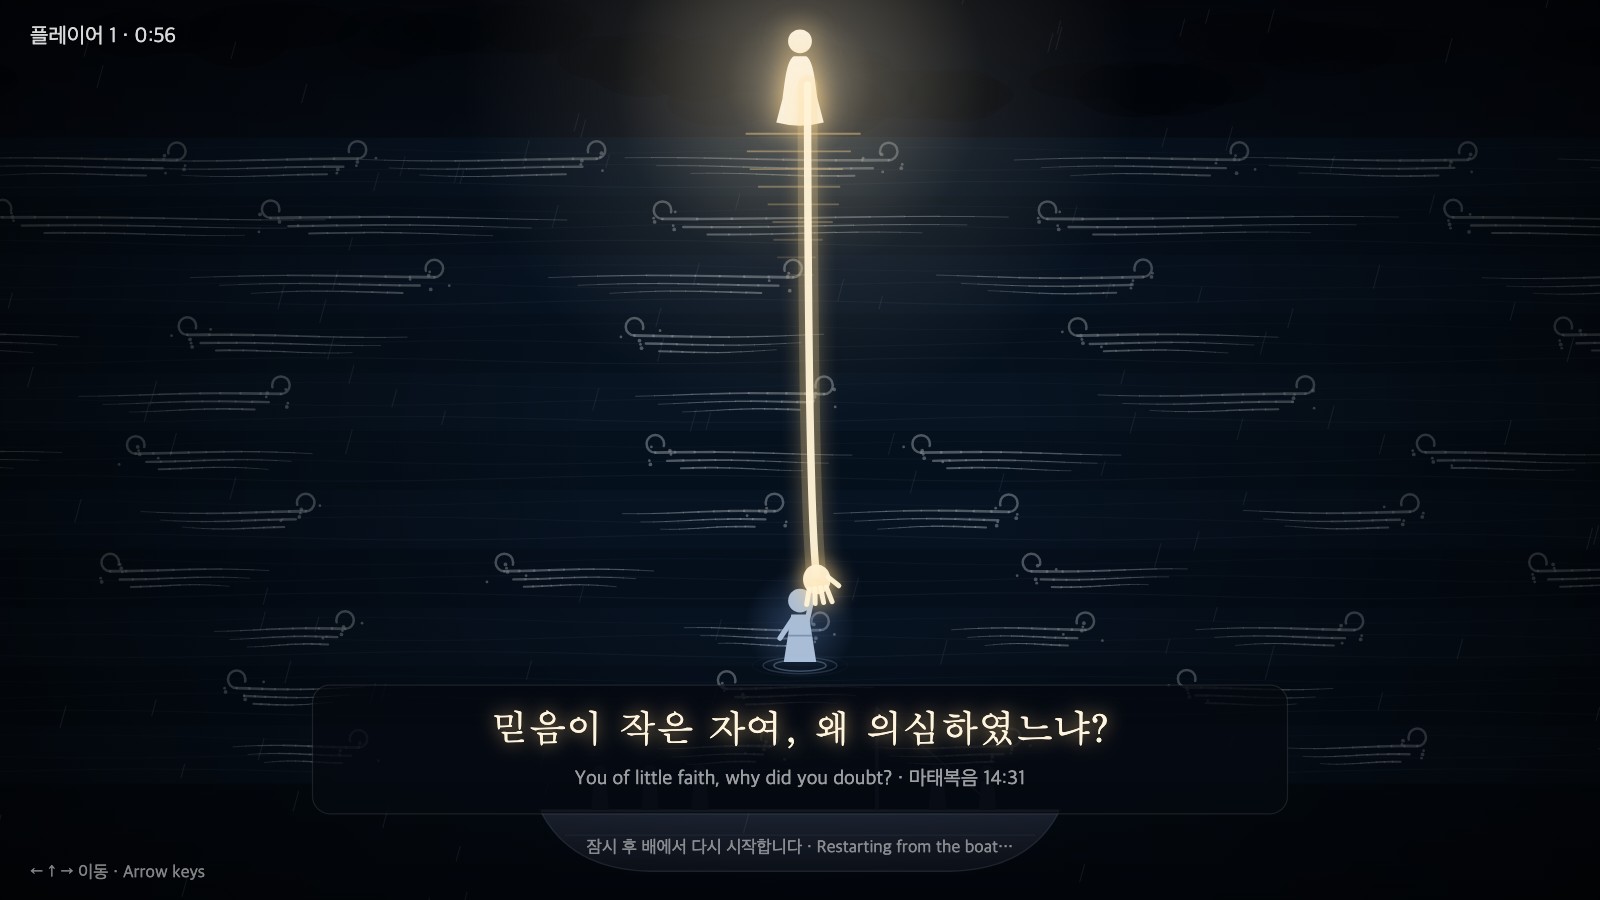 플레이어 1 · 0:56
믿음이 작은 자여, 왜 의심하였느냐?
You of little faith, why did you doubt? · 마태복음 14:31
잠시 후 배에서 다시 시작합니다 · Restarting from the boat…
←↑→ 이동 · Arrow keys